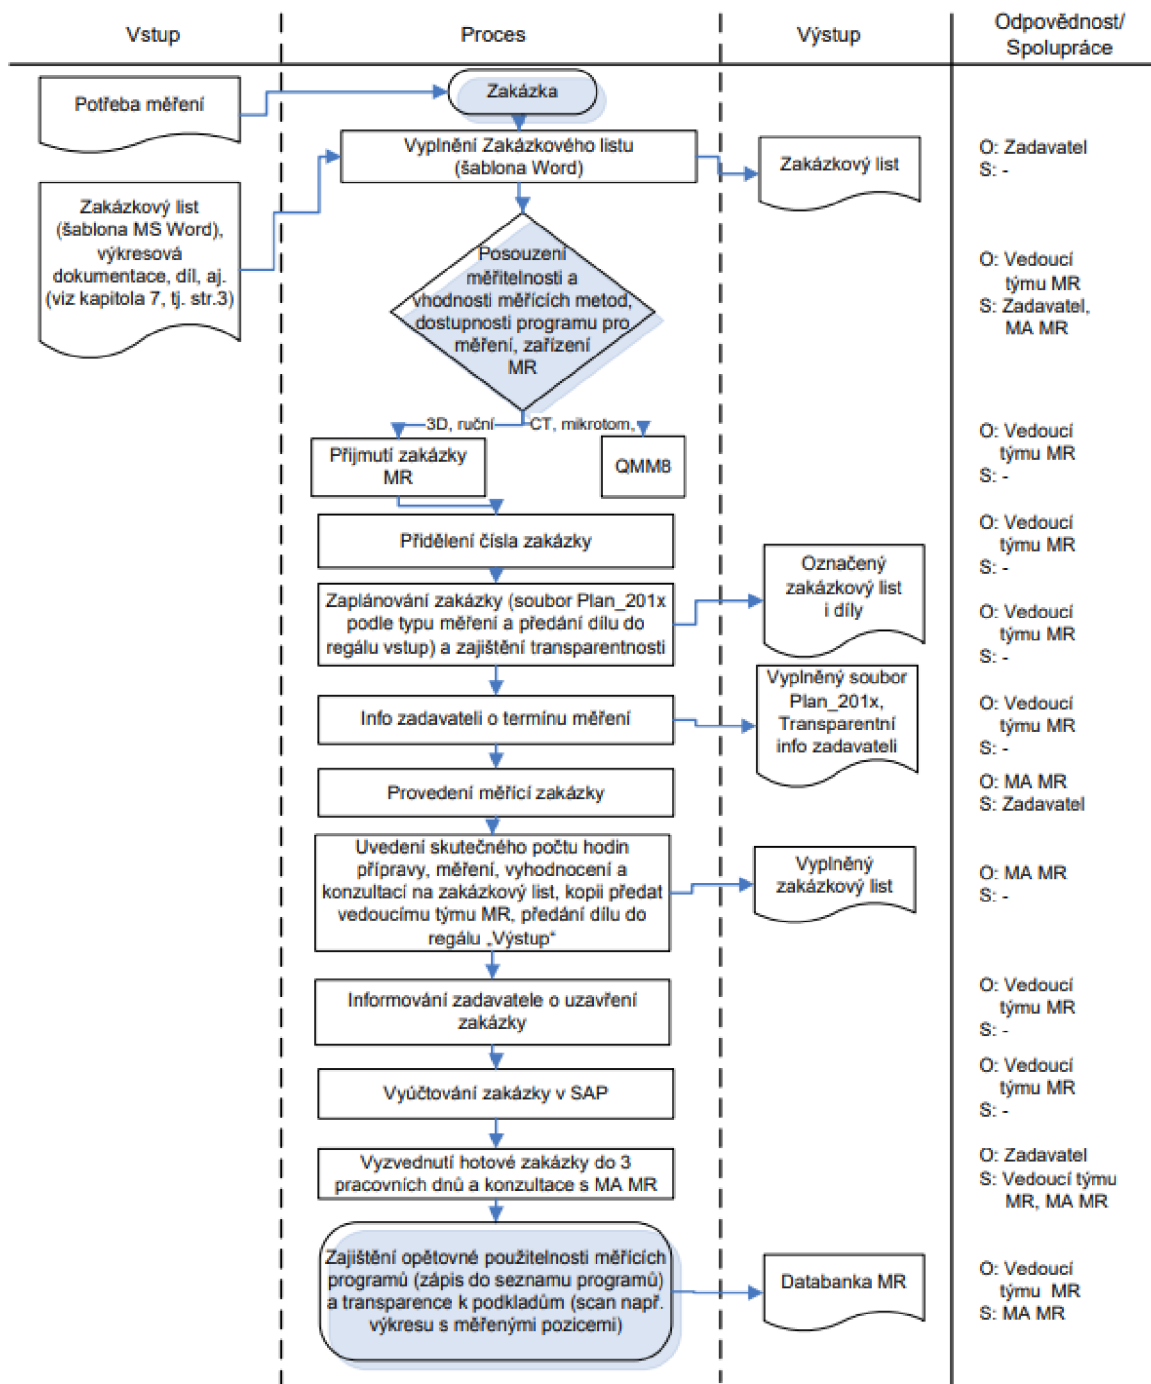 Vstup
Proces
Výstup
Odpovědnost/
Spolupráce
Potřeba měření
Zakázka
Vyplnění Zakázkového listu
(šablona Word)
Zakázkový list
O: Zadavatel
S: -
Zakázkový list
(šablona MS Word),
výkresová
dokumentace, díl, aj.
(viz kapitola 7, tj. str.3)
Posouzení
měřitelnosti a
vhodnosti měřících metod,
dostupnosti programu pro
měření, zařízení
MR
O: Vedoucí
týmu MR
S: Zadavatel,
MA MR
3D, ruční
CT, mikrotom,
Přijmutí zakázky
MR
QMM8
O: Vedoucí
týmu MR
S: -
Přidělení čísla zakázky
O: Vedoucí
týmu MR
S: -
Zaplánování zakázky (soubor Plan_201x
podle typu měření a předání dílu do
regálu vstup) a zajištění transparentnosti
Označený
zakázkový list
i díly
O: Vedoucí
týmu MR
S: -
Info zadavateli o termínu měření
Vyplněný soubor
Plan_201x,
Transparentní
info zadavateli
O: Vedoucí
týmu MR
S: -
Provedení měřící zakázky
O: MA MR
S: Zadavatel
Uvedení skutečného počtu hodin
přípravy, měření, vyhodnocení a
konzultací na zakázkový list, kopii předat
vedoucímu týmu MR, předání dílu do
regálu „Výstup“
Vyplněný
zakázkový list
O: MA MR
S: -
Informování zadavatele o uzavření
zakázky
O: Vedoucí
týmu MR
S: -
Vyúčtování zakázky v SAP
O: Vedoucí
týmu MR
S: -
Vyzvednutí hotové zakázky do 3
pracovních dnů a konzultace s MA MR
O: Zadavatel
S: Vedoucí týmu
MR, MA MR
Zajištění opětovné použitelnosti měřících
programů (zápis do seznamu programů)
a transparence k podkladům (scan např.
výkresu s měřenými pozicemi)
Databanka MR
O: Vedoucí
týmu MR
S: MA MR